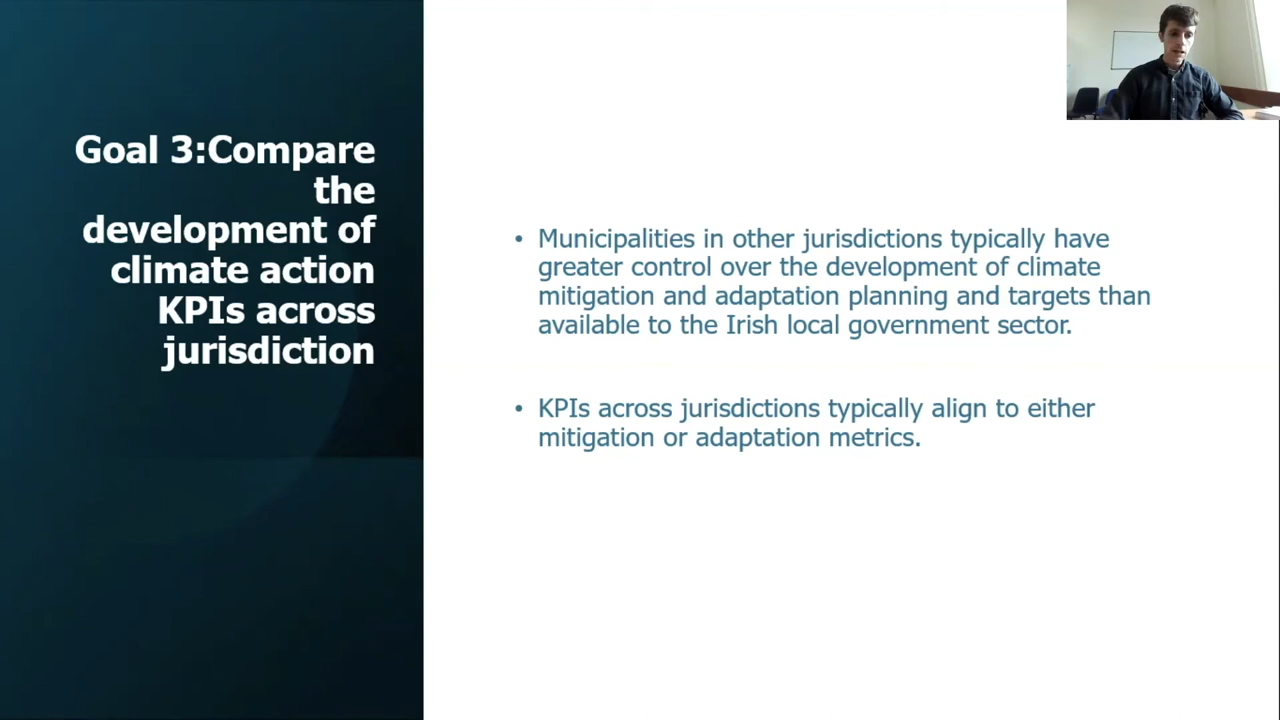 Goal 3:Compare
the
development of
climate action
KPIs across
jurisdiction
• Municipalities in other jurisdictions typically have
greater control over the development of climate
mitigation and adaptation planning and targets than
available to the Irish local government sector.
• KPIs across jurisdictions typically align to either
mitigation or adaptation metrics.